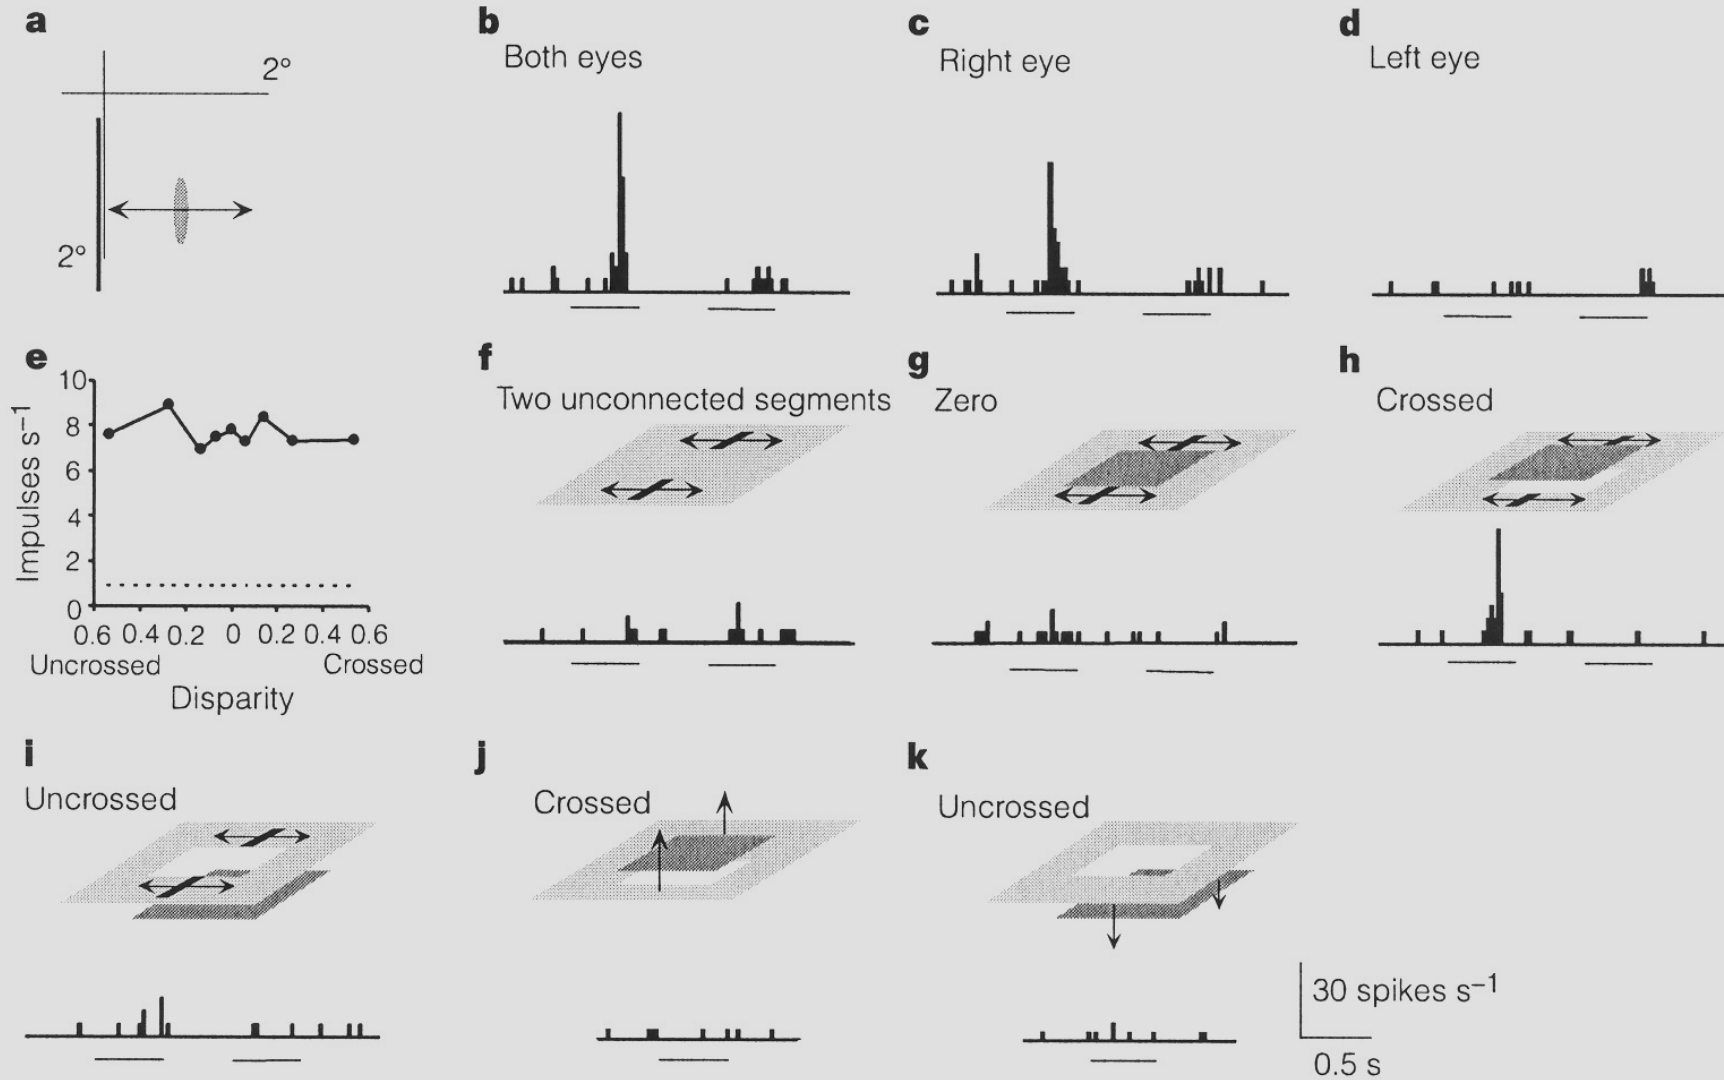 a
2°
2°
b
Both eyes
c
Right eye
d
Left eye
e
10
8
6
4
2
0
Impulses s⁻¹
0.6 0.4 0.2 0 0.2 0.4 0.6
Uncrossed Crossed
Disparity
f
Two unconnected segments
g
Zero
h
Crossed
i
Uncrossed
j
Crossed
k
Uncrossed
30 spikes s⁻¹
0.5 s